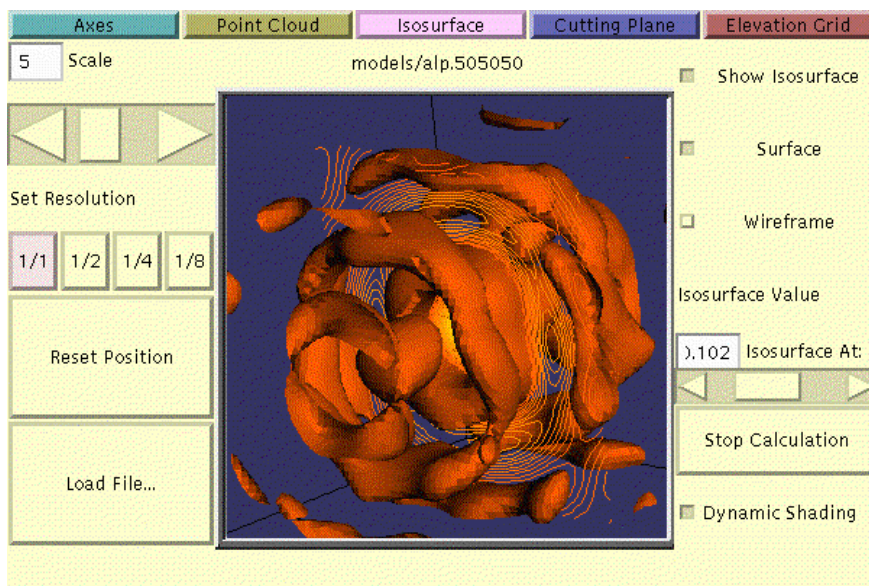 Axes
Point Cloud
Isosurface
Cutting Plane
Elevation Grid
5 Scale
models/alp.505050
Show Isosurface
Surface
Set Resolution
Wireframe
1/1 1/2 1/4 1/8
Isosurface Value
Reset Position
).102 Isosurface At:
Stop Calculation
Load File...
Dynamic Shading